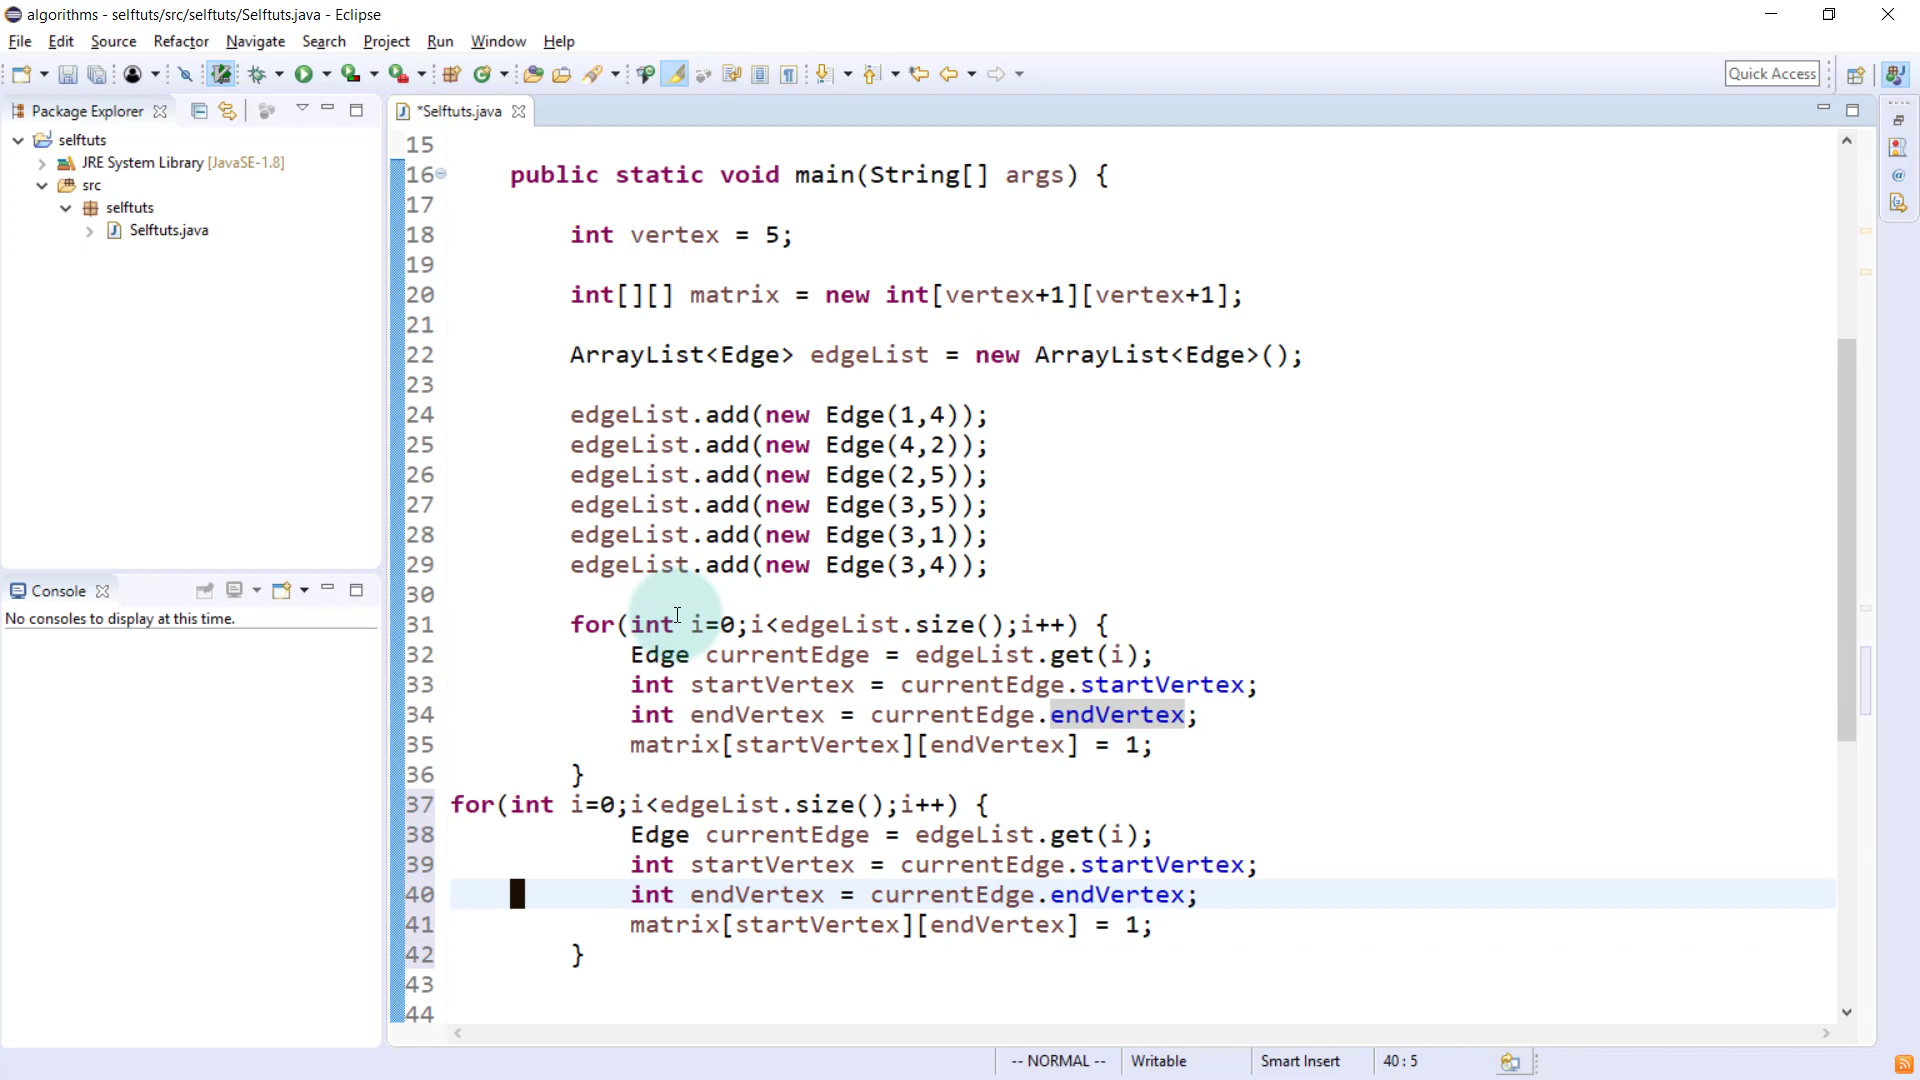 algorithms - selftuts/src/selftuts/Selftuts.java - Eclipse
File Edit Source Refactor Navigate Search Project Run Window Help
Quick Access
Package Explorer
*Selftuts.java
selftuts
JRE System Library [JavaSE-1.8]
src
selftuts
Selftuts.java
Console
No consoles to display at this time.
15
16 public static void main(String[] args) {
17
18 int vertex = 5;
19
20 int[][] matrix = new int[vertex+1][vertex+1];
21
22 ArrayList<Edge> edgeList = new ArrayList<Edge>();
23
24 edgeList.add(new Edge(1,4));
25 edgeList.add(new Edge(4,2));
26 edgeList.add(new Edge(2,5));
27 edgeList.add(new Edge(3,5));
28 edgeList.add(new Edge(3,1));
29 edgeList.add(new Edge(3,4));
30
31 for(int i=0;i<edgeList.size();i++) {
32 Edge currentEdge = edgeList.get(i);
33 int startVertex = currentEdge.startVertex;
34 int endVertex = currentEdge.endVertex;
35 matrix[startVertex][endVertex] = 1;
36 }
37 for(int i=0;i<edgeList.size();i++) {
38 Edge currentEdge = edgeList.get(i);
39 int startVertex = currentEdge.startVertex;
40 int endVertex = currentEdge.endVertex;
41 matrix[startVertex][endVertex] = 1;
42 }
43
44
-- NORMAL -- Writable Smart Insert 40 : 5